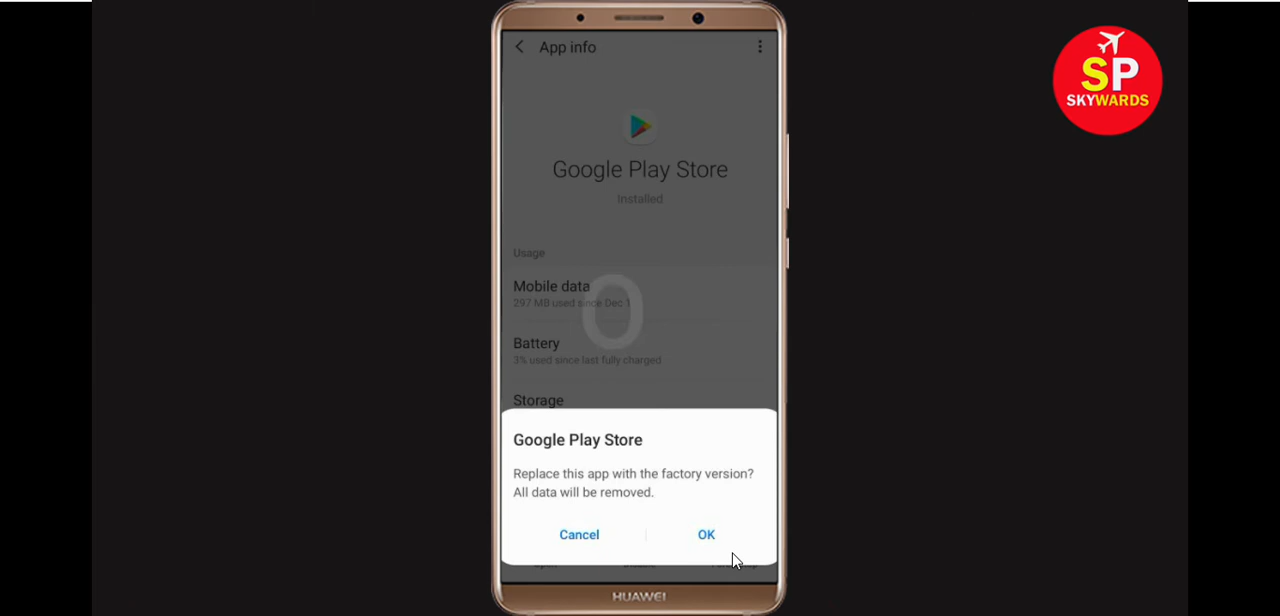 App info
SP
SKYWARDS
Google Play Store
Installed
Usage
Mobile data
297 MB used since Dec 1
0
Battery
3% used since last fully charged
Storage
Google Play Store
Replace this app with the factory version?
All data will be removed.
Cancel
OK
HUAWEI